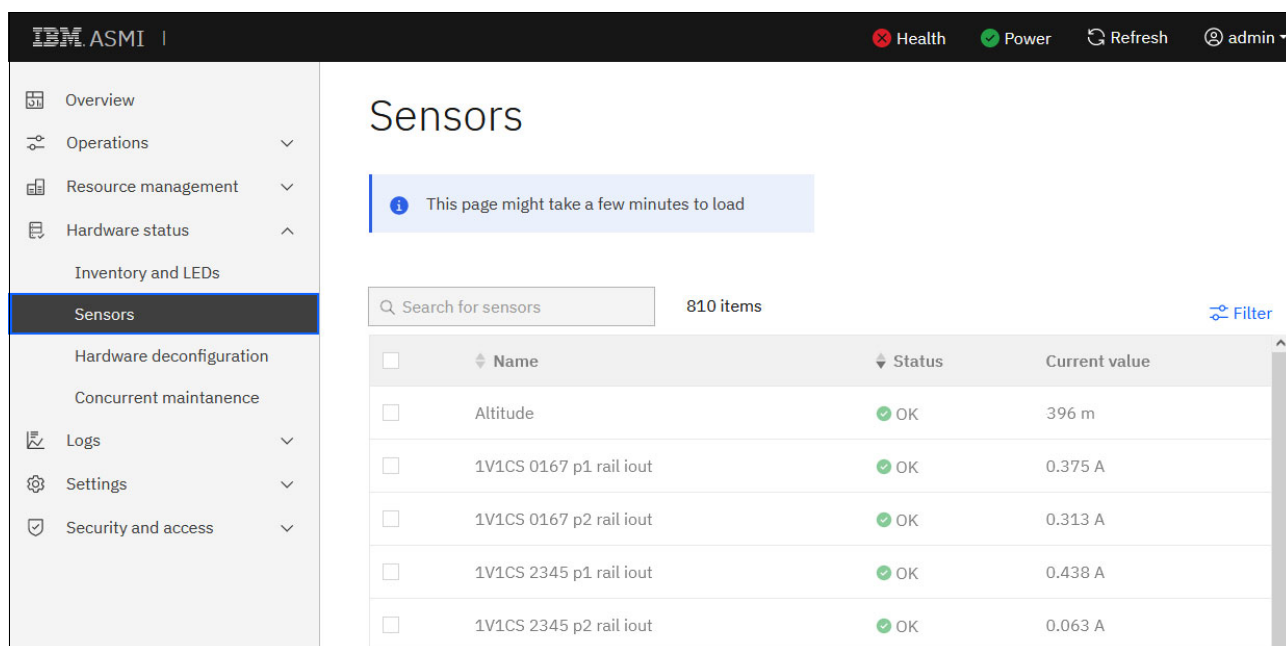 IBM ASMI | Health Power Refresh admin
Overview
Operations
Resource management
Hardware status
Inventory and LEDs
Sensors
Hardware deconfiguration
Concurrent maintanence
Logs
Settings
Security and access
Sensors
This page might take a few minutes to load
Search for sensors 810 items Filter
Name Status Current value
Altitude OK 396 m
1V1CS 0167 p1 rail iout OK 0.375 A
1V1CS 0167 p2 rail iout OK 0.313 A
1V1CS 2345 p1 rail iout OK 0.438 A
1V1CS 2345 p2 rail iout OK 0.063 A